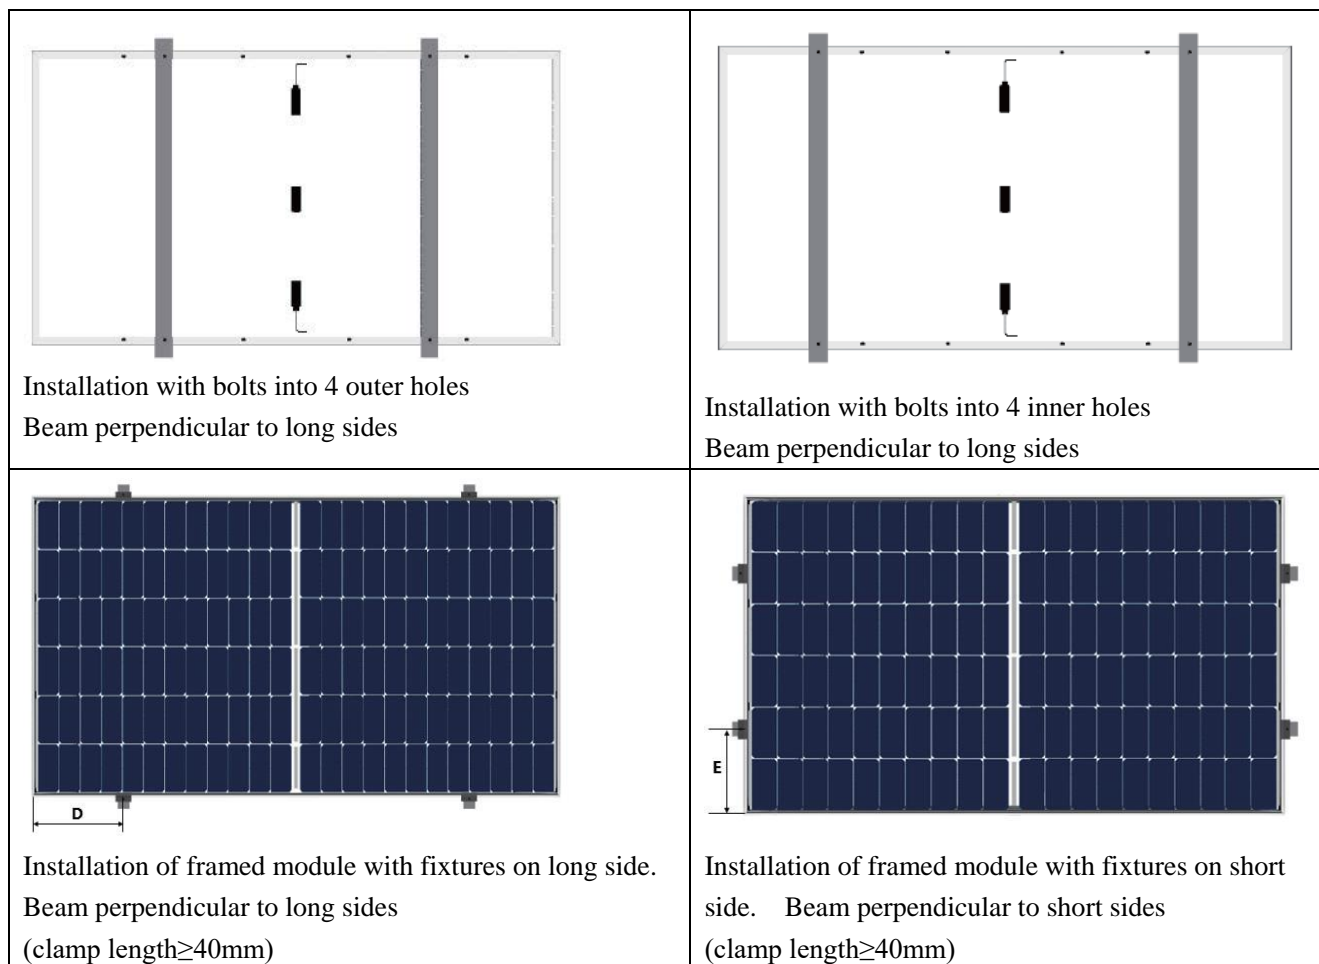 Installation with bolts into 4 outer holes
Beam perpendicular to long sides
Installation with bolts into 4 inner holes
Beam perpendicular to long sides
D
Installation of framed module with fixtures on long side.
Beam perpendicular to long sides
(clamp length≥40mm)
E
Installation of framed module with fixtures on short
side. Beam perpendicular to short sides
(clamp length≥40mm)